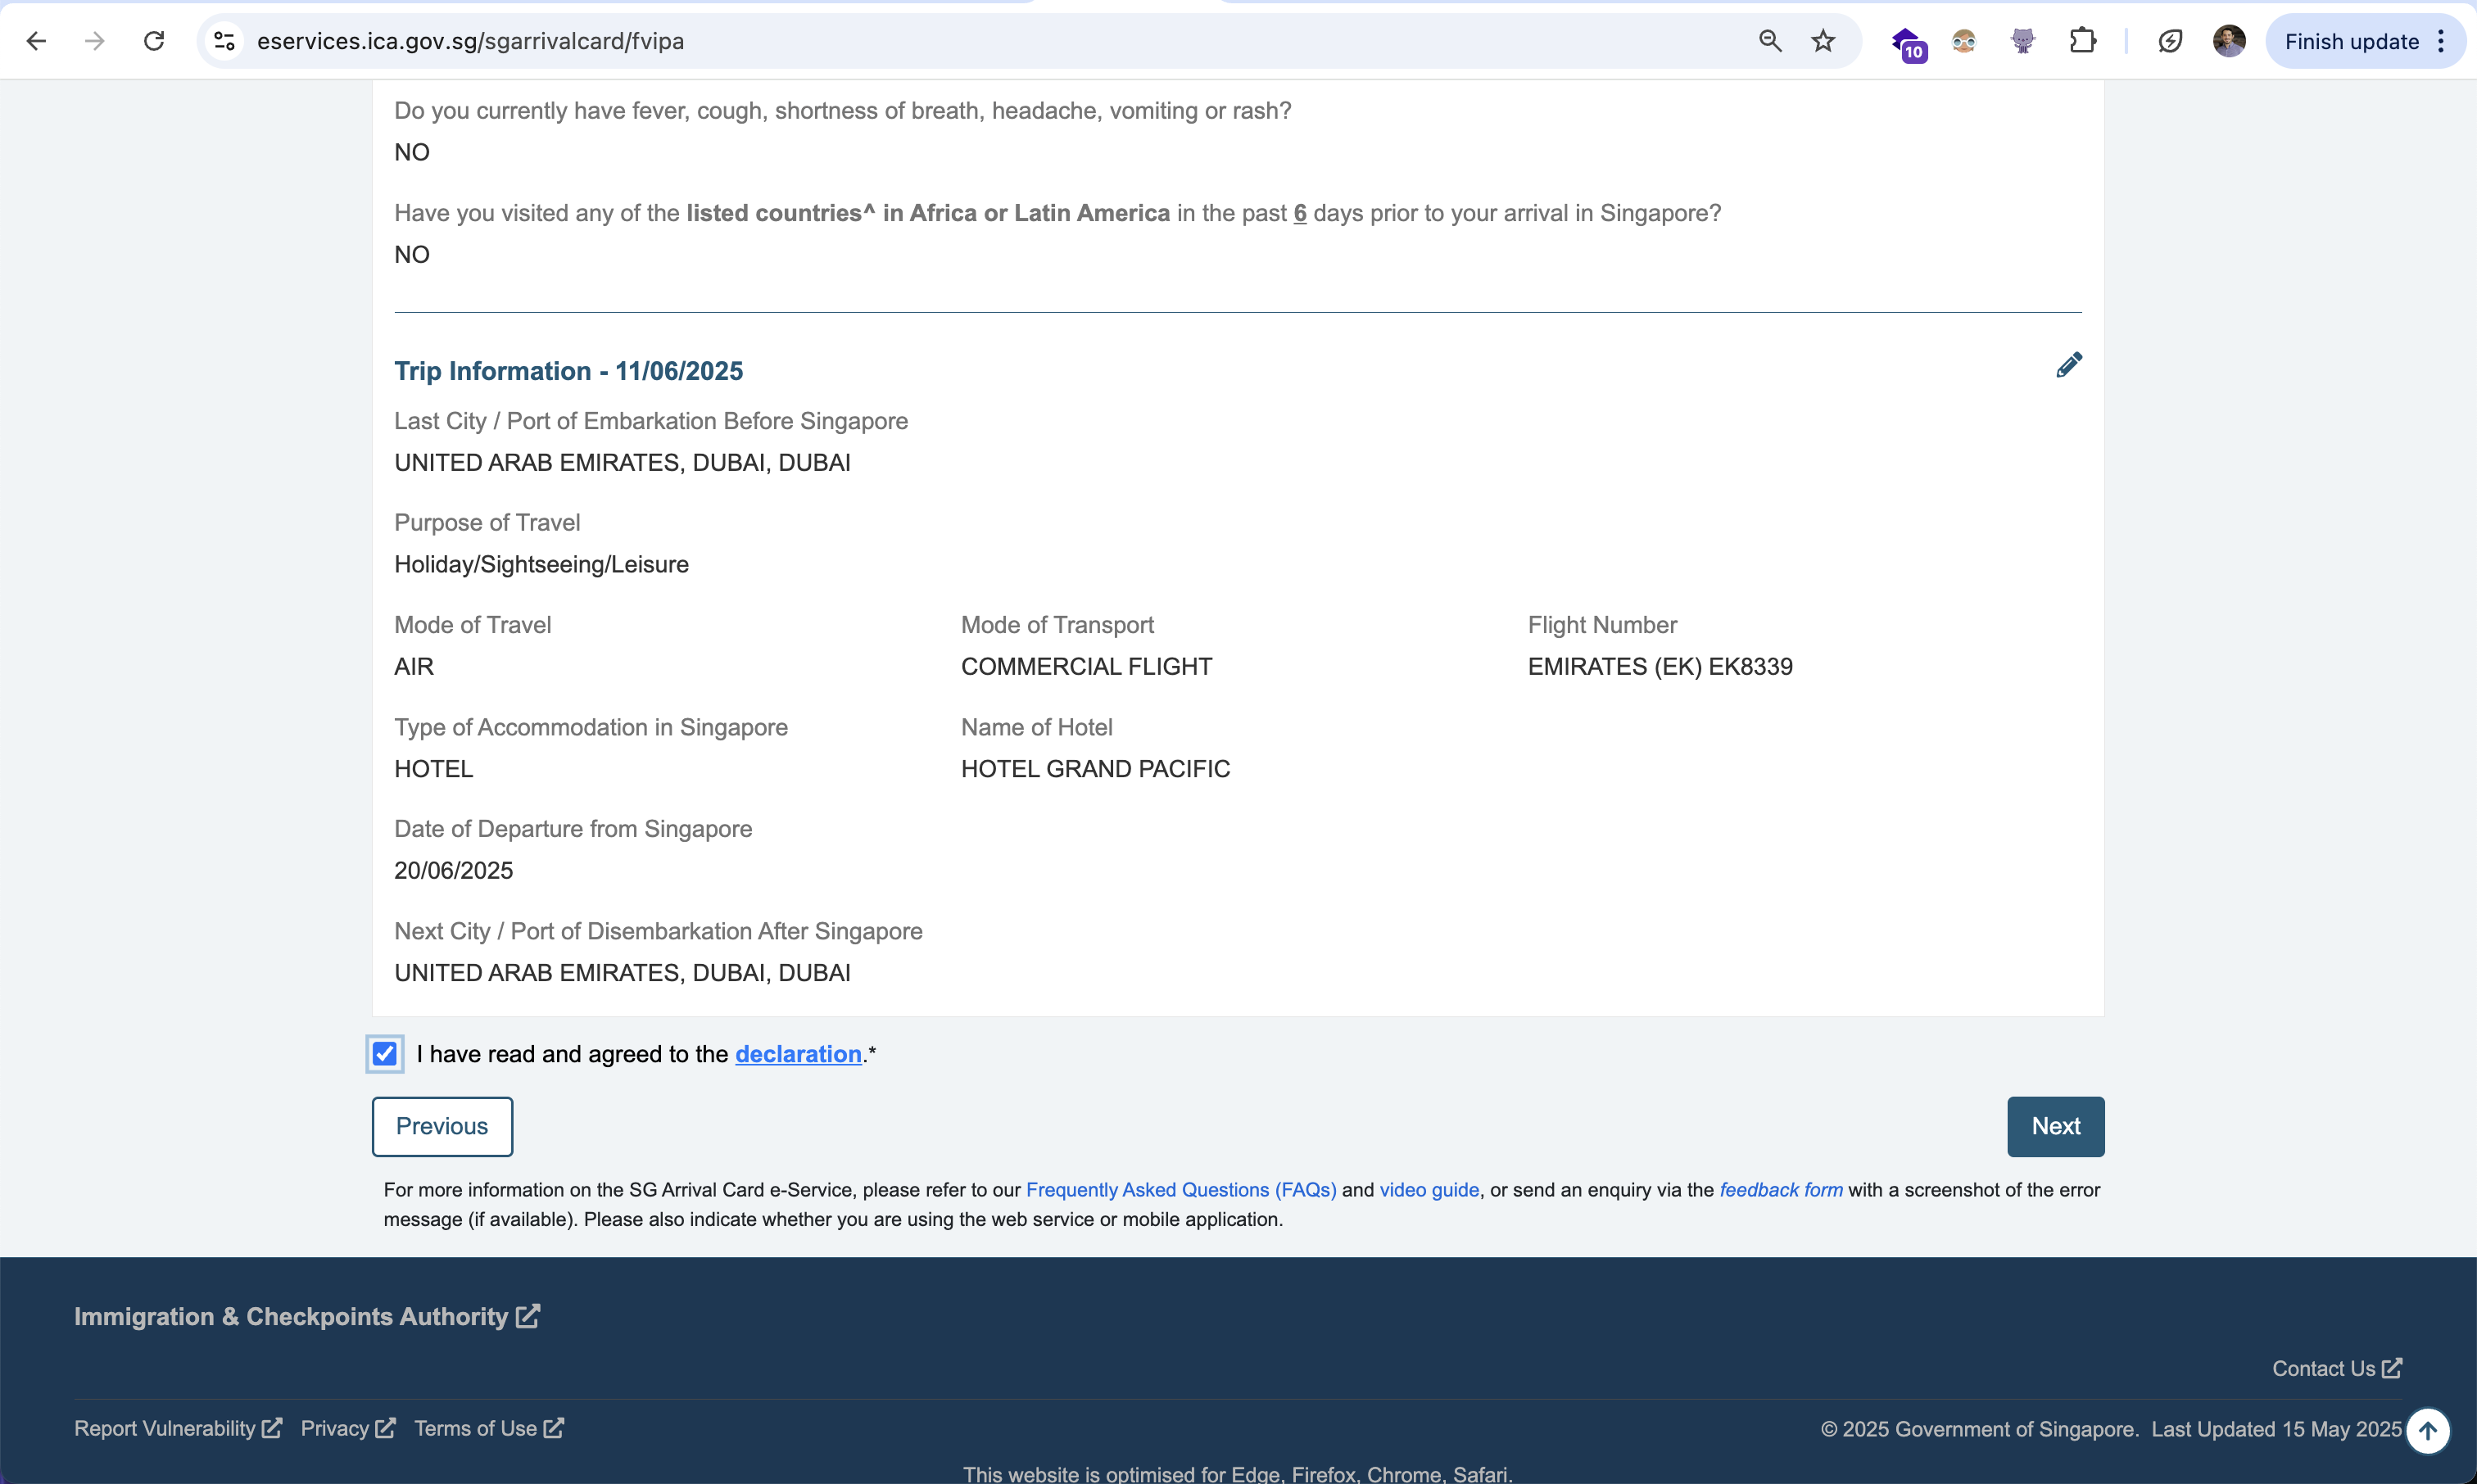 eservices.ica.gov.sg/sgarrivalcard/fvipa
10
Finish update
Do you currently have fever, cough, shortness of breath, headache, vomiting or rash?
NO
Have you visited any of the listed countries^ in Africa or Latin America in the past 6 days prior to your arrival in Singapore?
NO
Trip Information - 11/06/2025
Last City / Port of Embarkation Before Singapore
UNITED ARAB EMIRATES, DUBAI, DUBAI
Purpose of Travel
Holiday/Sightseeing/Leisure
Mode of Travel
AIR
Mode of Transport
COMMERCIAL FLIGHT
Flight Number
EMIRATES (EK) EK8339
Type of Accommodation in Singapore
HOTEL
Name of Hotel
HOTEL GRAND PACIFIC
Date of Departure from Singapore
20/06/2025
Next City / Port of Disembarkation After Singapore
UNITED ARAB EMIRATES, DUBAI, DUBAI
I have read and agreed to the declaration.*
Previous
Next
For more information on the SG Arrival Card e-Service, please refer to our Frequently Asked Questions (FAQs) and video guide, or send an enquiry via the feedback form with a screenshot of the error
message (if available). Please also indicate whether you are using the web service or mobile application.
Immigration & Checkpoints Authority
Contact Us
Report Vulnerability Privacy Terms of Use
© 2025 Government of Singapore. Last Updated 15 May 2025
This website is optimised for Edge, Firefox, Chrome, Safari.